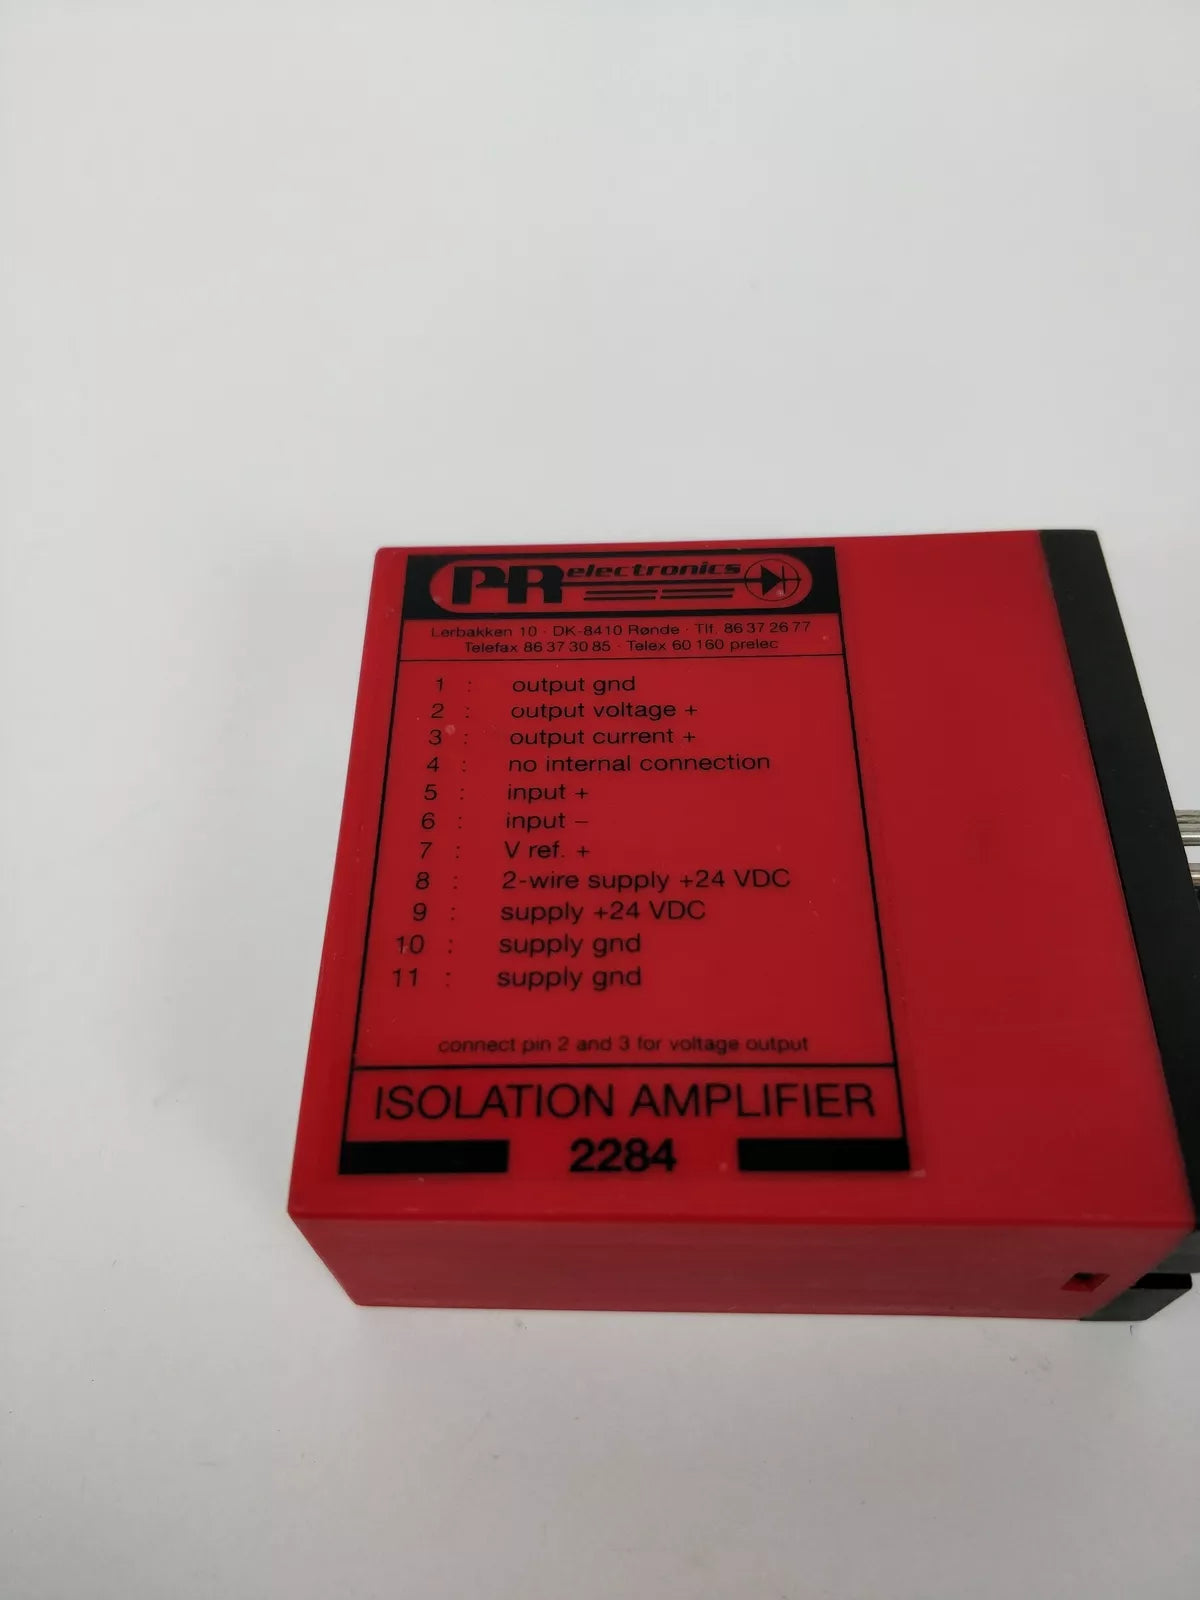 PR electronics
Lerbakken 10 · DK-8410 Rønde · Tlf. 86 37 26 77
Telefax 86 37 30 85 · Telex 60 160 prelec
1 : output gnd
2 : output voltage +
3 : output current +
4 : no internal connection
5 : input +
6 : input –
7 : V ref. +
8 : 2-wire supply +24 VDC
9 : supply +24 VDC
10 : supply gnd
11 : supply gnd
connect pin 2 and 3 for voltage output
ISOLATION AMPLIFIER
2284